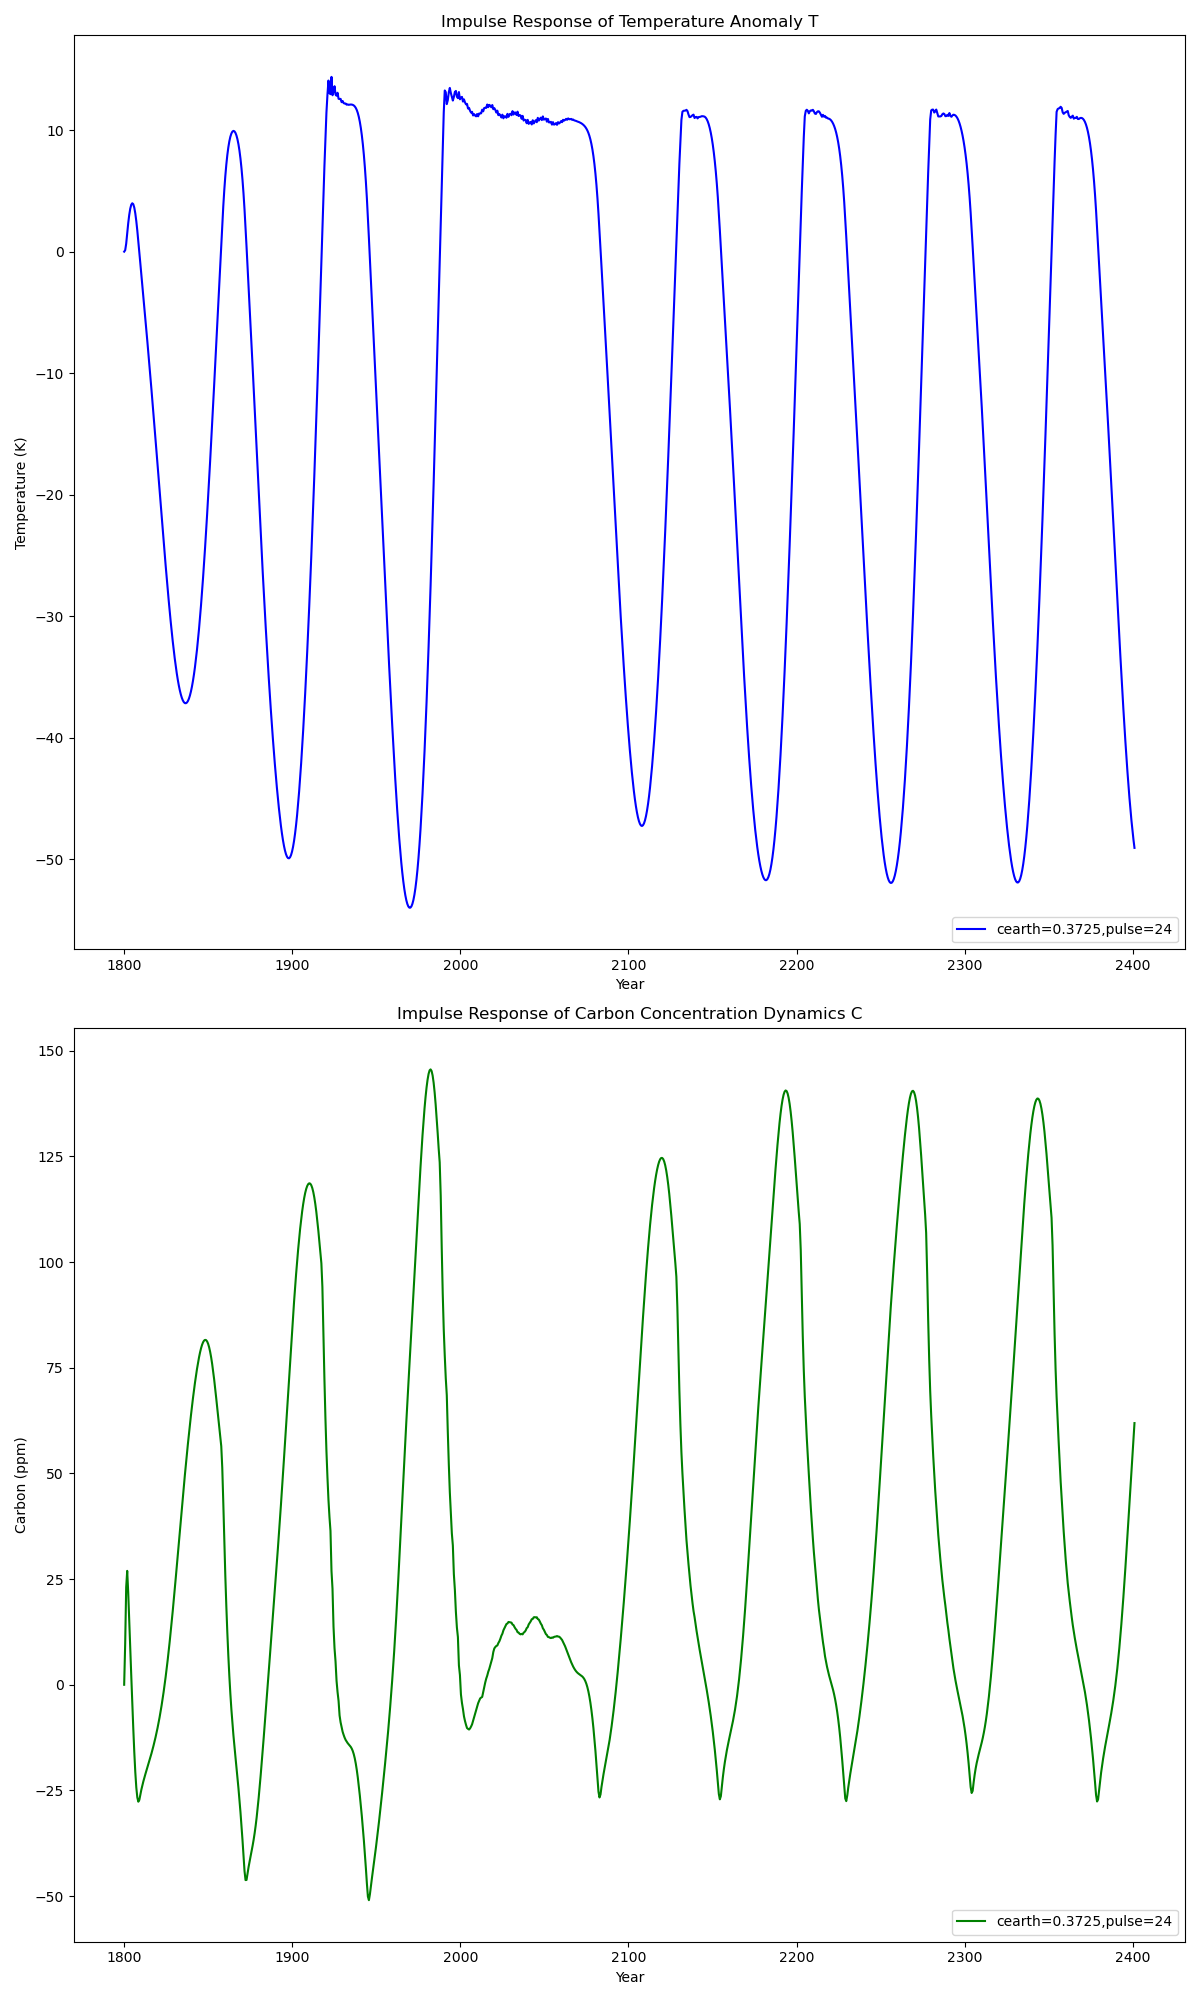 Impulse Response of Temperature Anomaly T
10
0
−10
−20
−30
−40
−50
Temperature (K)
cearth=0.3725,pulse=24
1800 1900 2000 2100 2200 2300 2400
Year
Impulse Response of Carbon Concentration Dynamics C
150
125
100
75
50
25
0
−25
−50
Carbon (ppm)
cearth=0.3725,pulse=24
1800 1900 2000 2100 2200 2300 2400
Year